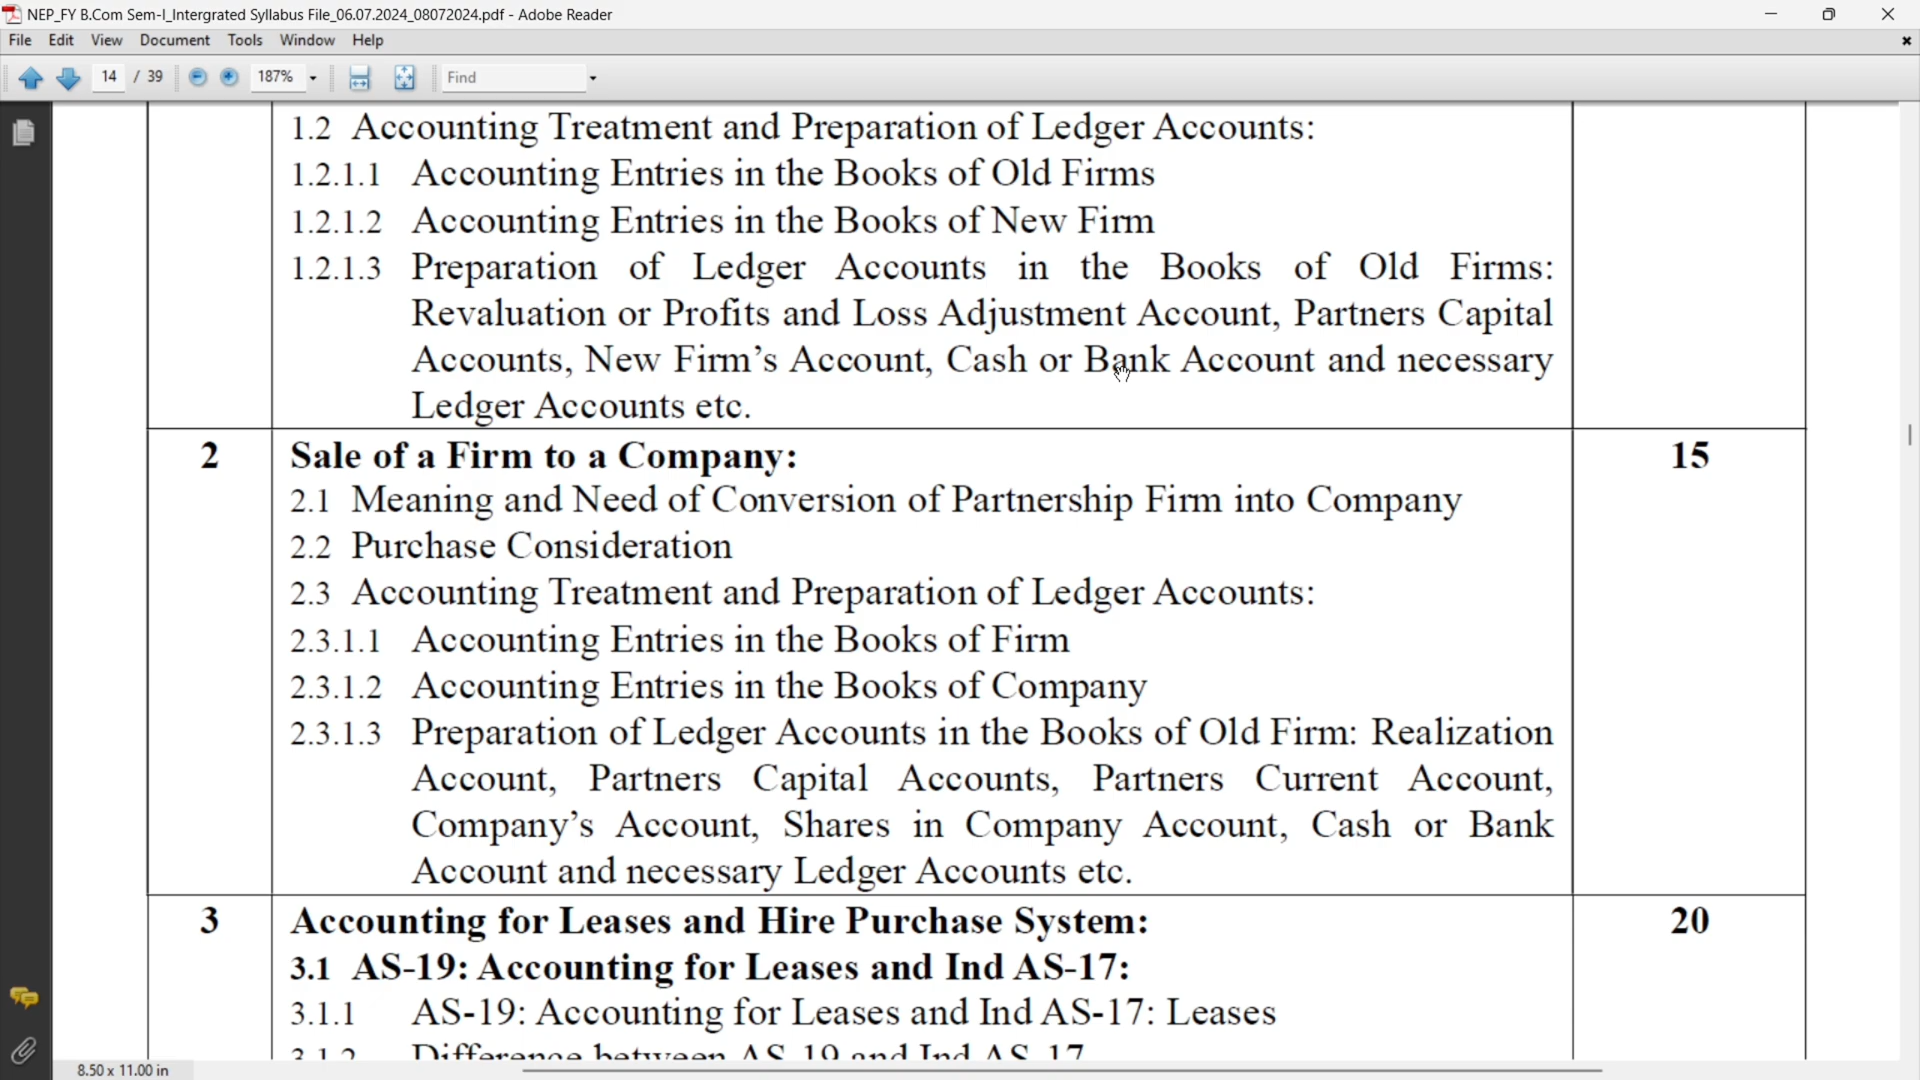 NEP_FY B.Com Sem-I_Intergrated Syllabus File_06.07.2024_08072024.pdf - Adobe Reader
File Edit View Document Tools Window Help
14 / 39 187% Find
1.2 Accounting Treatment and Preparation of Ledger Accounts:
1.2.1.1 Accounting Entries in the Books of Old Firms
1.2.1.2 Accounting Entries in the Books of New Firm
1.2.1.3 Preparation of Ledger Accounts in the Books of Old Firms:
Revaluation or Profits and Loss Adjustment Account, Partners Capital
Accounts, New Firm’s Account, Cash or Bank Account and necessary
Ledger Accounts etc.
2 Sale of a Firm to a Company: 15
2.1 Meaning and Need of Conversion of Partnership Firm into Company
2.2 Purchase Consideration
2.3 Accounting Treatment and Preparation of Ledger Accounts:
2.3.1.1 Accounting Entries in the Books of Firm
2.3.1.2 Accounting Entries in the Books of Company
2.3.1.3 Preparation of Ledger Accounts in the Books of Old Firm: Realization
Account, Partners Capital Accounts, Partners Current Account,
Company’s Account, Shares in Company Account, Cash or Bank
Account and necessary Ledger Accounts etc.
3 Accounting for Leases and Hire Purchase System: 20
3.1 AS-19: Accounting for Leases and Ind AS-17:
3.1.1 AS-19: Accounting for Leases and Ind AS-17: Leases
3.1.2 Difference between AS 19 and Ind AS 17
8.50 x 11.00 in